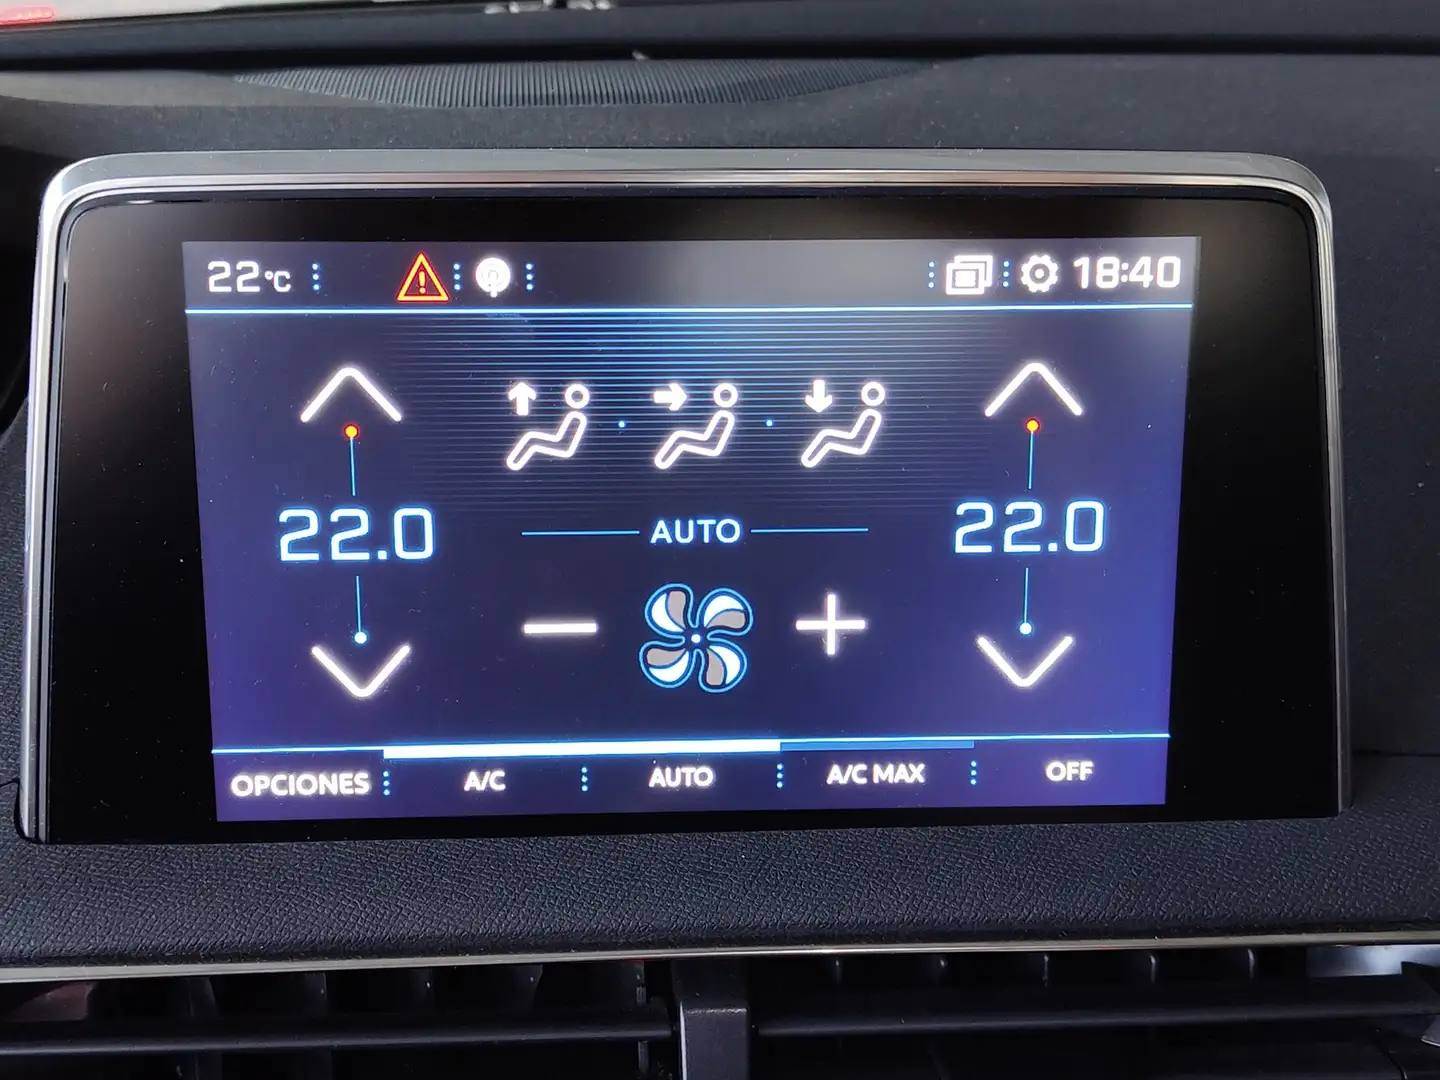 22°C 18:40
22.0 AUTO 22.0
OPCIONES A/C AUTO A/C MAX OFF